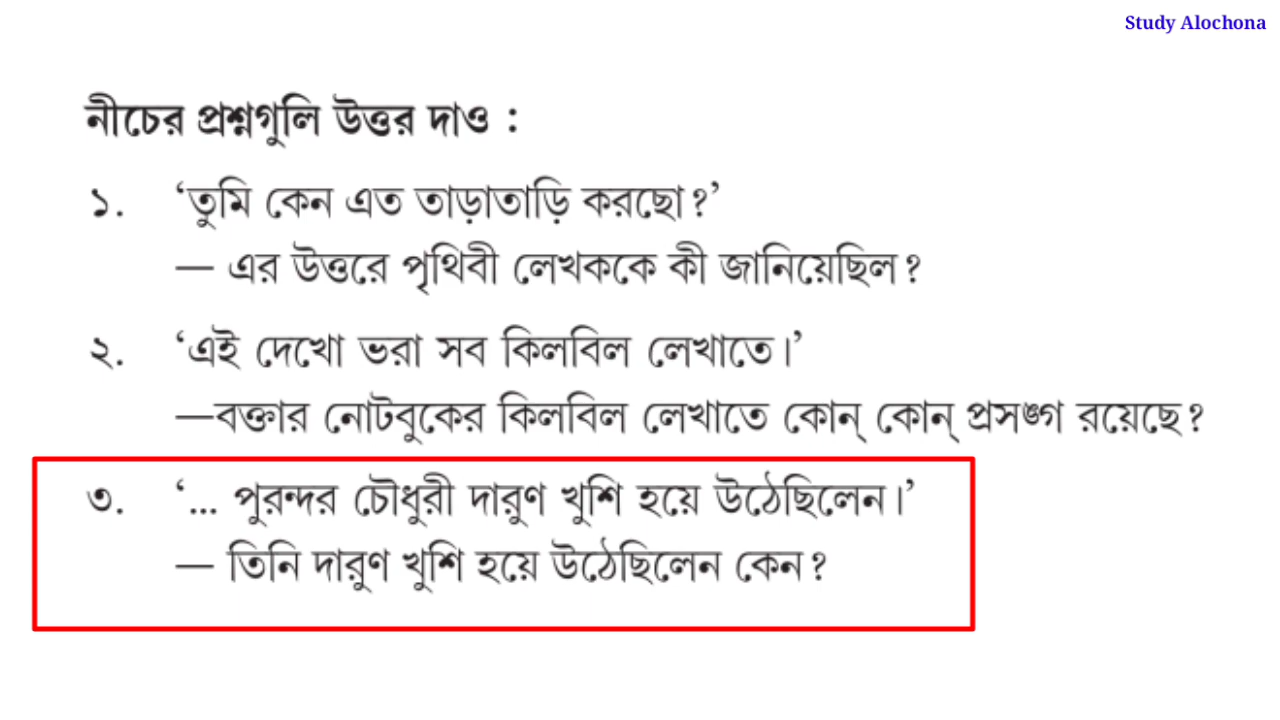 Study Alochona
নীচের প্রশ্নগুলি উত্তর দাও :
১. ‘তুমি কেন এত তাড়াতাড়ি করছো?’
— এর উত্তরে পৃথিবী লেখককে কী জানিয়েছিল?
২. ‘এই দেখো ভরা সব কিলবিল লেখাতে।’
—বক্তার নোটবুকের কিলবিল লেখাতে কোন্ কোন্ প্রসঙ্গ রয়েছে?
৩. ‘... পুরন্দর চৌধুরী দারুণ খুশি হয়ে উঠেছিলেন।’
— তিনি দারুণ খুশি হয়ে উঠেছিলেন কেন?